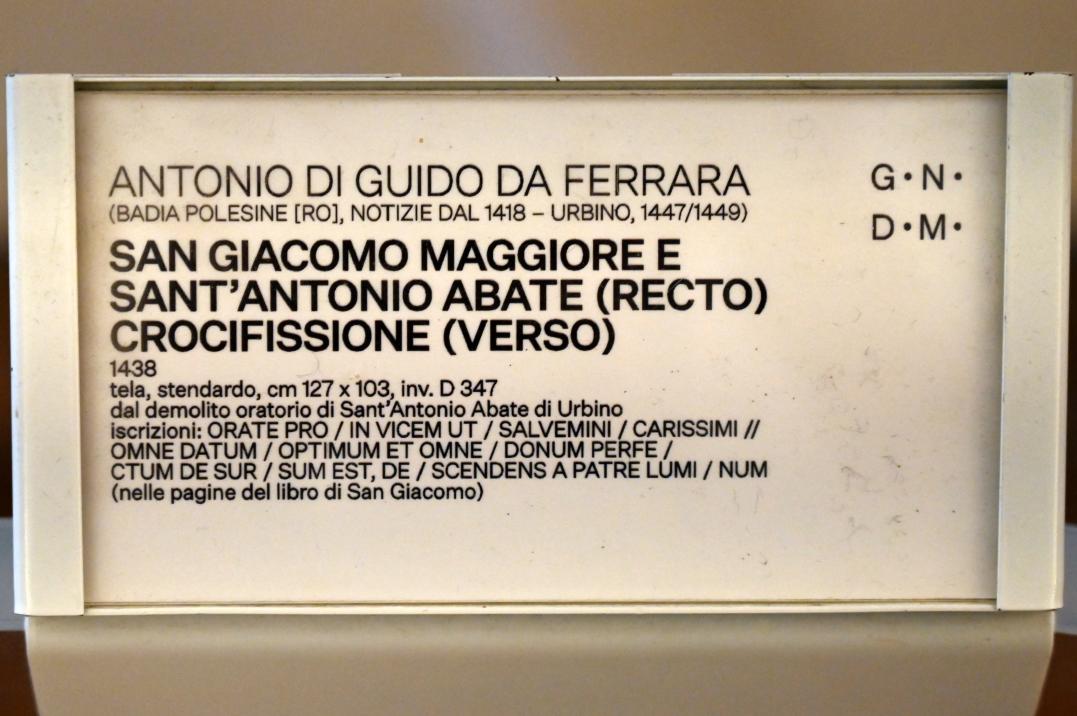 ANTONIO DI GUIDO DA FERRARA
(BADIA POLESINE [RO], NOTIZIE DAL 1418 – URBINO, 1447/1449)
SAN GIACOMO MAGGIORE E
SANT'ANTONIO ABATE (RECTO)
CROCIFISSIONE (VERSO)
1438
tela, stendardo, cm 127 x 103, inv. D 347
dal demolito oratorio di Sant'Antonio Abate di Urbino
iscrizioni: ORATE PRO / IN VICEM UT / SALVEMINI / CARISSIMI //
OMNE DATUM / OPTIMUM ET OMNE / DONUM PERFE /
CTUM DE SUR / SUM EST, DE / SCENDENS A PATRE LUMI / NUM
(nelle pagine del libro di San Giacomo)
G•N•
D•M•